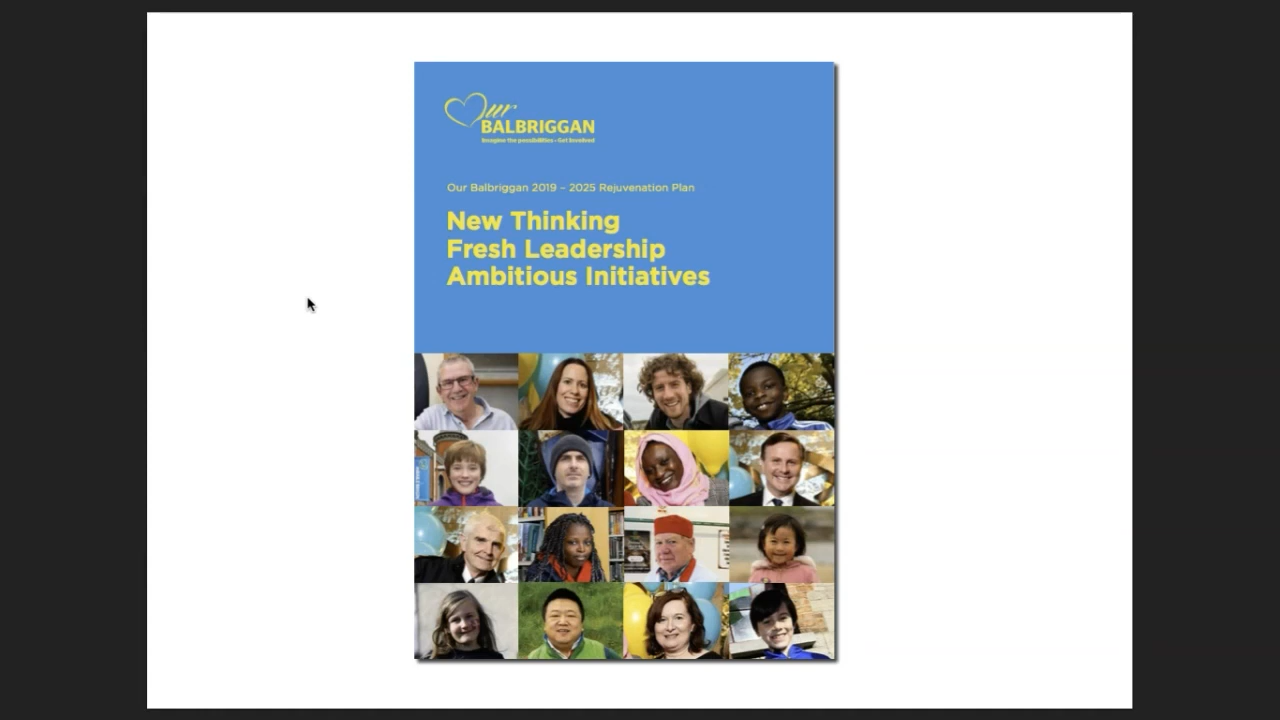 Our
BALBRIGGAN
Imagine the possibilities - Get Involved
Our Balbriggan 2019 – 2025 Rejuvenation Plan
New Thinking
Fresh Leadership
Ambitious Initiatives